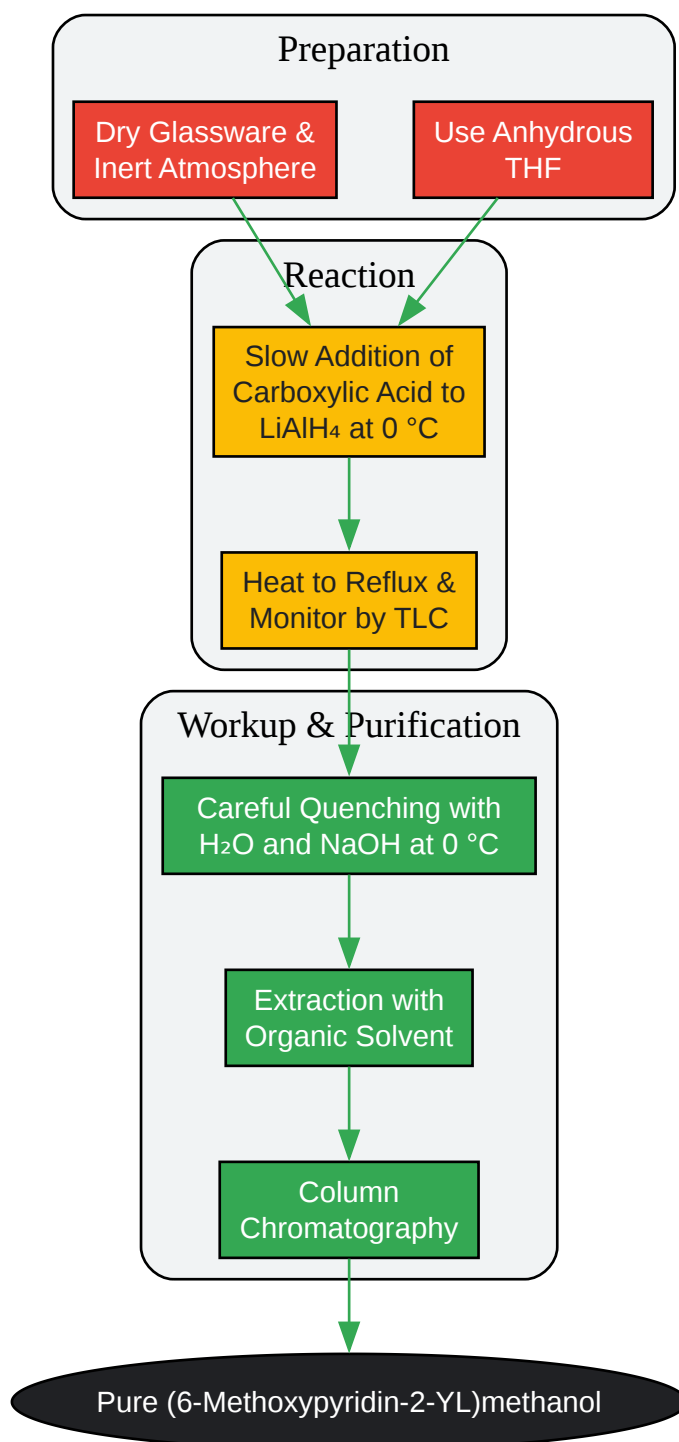 Preparation
Dry Glassware &
Inert Atmosphere
Use Anhydrous
THF
Reaction
Slow Addition of
Carboxylic Acid to
LiAlH₄ at 0 °C
Heat to Reflux &
Monitor by TLC
Workup & Purification
Careful Quenching with
H₂O and NaOH at 0 °C
Extraction with
Organic Solvent
Column
Chromatography
Pure (6-Methoxypyridin-2-YL)methanol